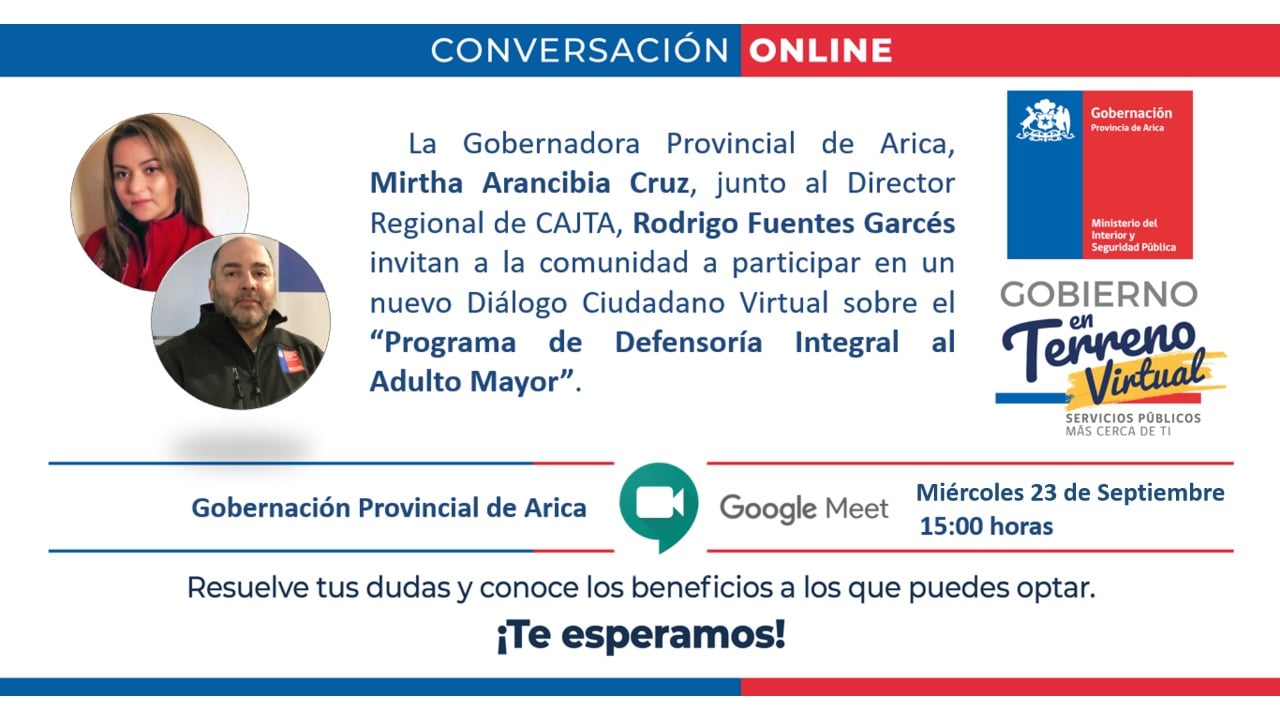 CONVERSACIÓN ONLINE
La Gobernadora Provincial de Arica,
Mirtha Arancibia Cruz, junto al Director
Regional de CAJTA, Rodrigo Fuentes Garcés
invitan a la comunidad a participar en un
nuevo Diálogo Ciudadano Virtual sobre el
“Programa de Defensoría Integral al
Adulto Mayor”.
Gobernación
Provincia de Arica
Ministerio del
Interior y
Seguridad Pública
GOBIERNO
en
Terreno
Virtual
SERVICIOS PÚBLICOS
MÁS CERCA DE TI
Gobernación Provincial de Arica
Google Meet
Miércoles 23 de Septiembre
15:00 horas
Resuelve tus dudas y conoce los beneficios a los que puedes optar.
¡Te esperamos!